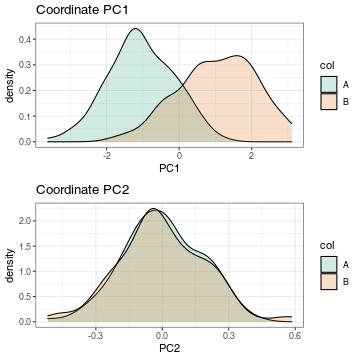 Coordinate PC1
0.4
0.3
0.2
0.1
0.0
density
-2
0
2
PC1
col
A
B
Coordinate PC2
2.0
1.5
1.0
0.5
0.0
density
-0.3
0.0
0.3
0.6
PC2
col
A
B